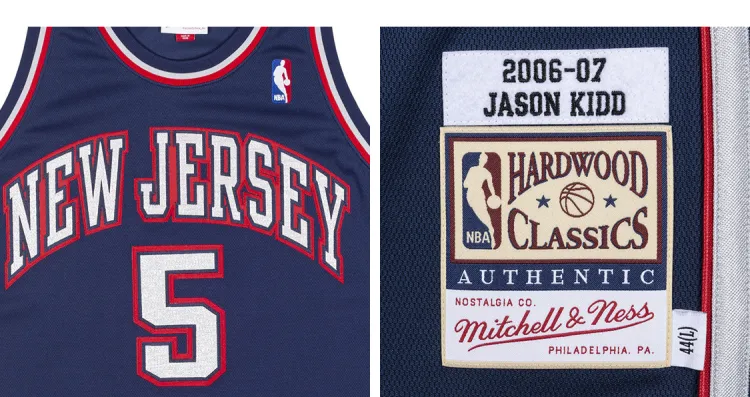 NBA
NEW JERSEY
5
2006-07
JASON KIDD
NBA
HARDWOOD
CLASSICS
AUTHENTIC
NOSTALGIA CO.
Mitchell & Ness
PHILADELPHIA, PA.
44(L)